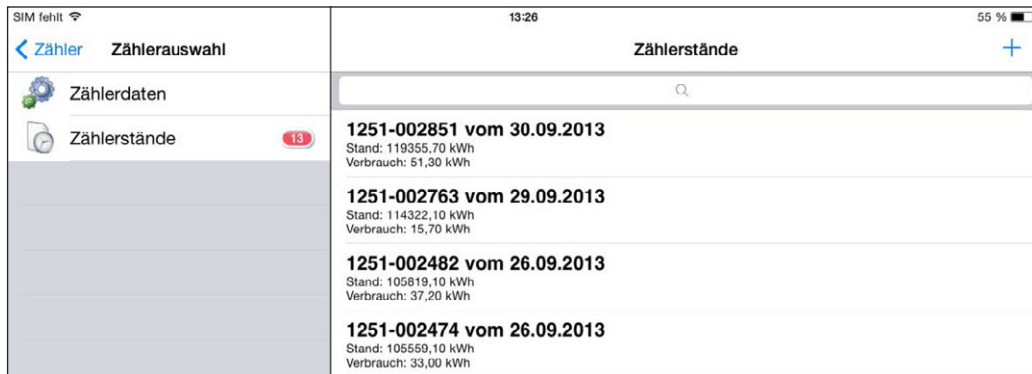 SIM fehlt 13:26 55 %
Zähler Zählerauswahl Zählerstände +
Zählerdaten
Zählerstände 13
1251-002851 vom 30.09.2013
Stand: 119355,70 kWh
Verbrauch: 51,30 kWh
1251-002763 vom 29.09.2013
Stand: 114322,10 kWh
Verbrauch: 15,70 kWh
1251-002482 vom 26.09.2013
Stand: 105819,10 kWh
Verbrauch: 37,20 kWh
1251-002474 vom 26.09.2013
Stand: 105559,10 kWh
Verbrauch: 33,00 kWh